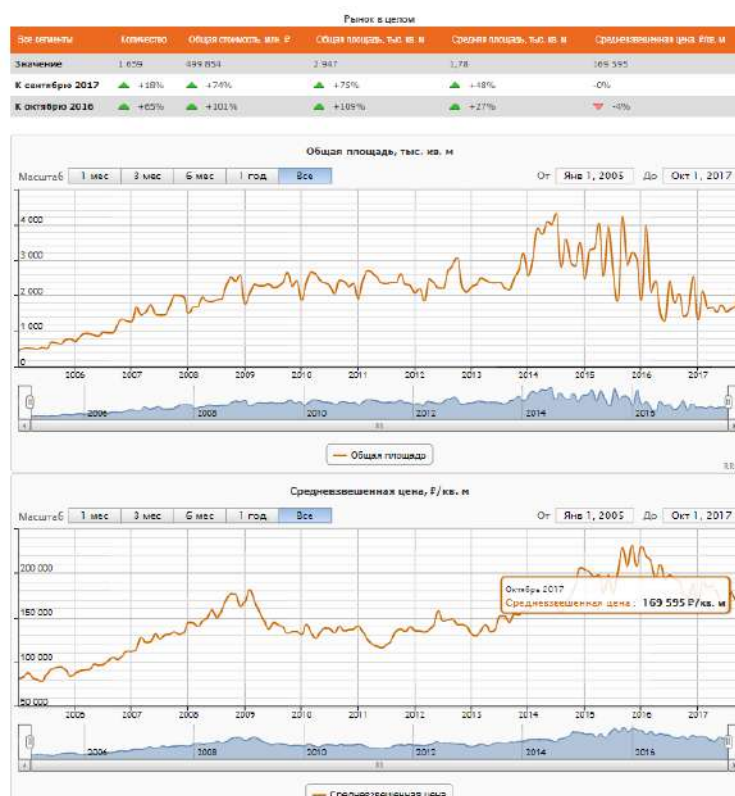 Рынок в целом
Все сегменты Количество Общая стоимость, млн. ₽ Общая площадь, тыс. кв. м Средняя площадь, тыс. кв. м Средневзвешенная цена, ₽/кв. м
Значение 1 659 499 854 2 947 1,78 169 595
К сентябрю 2017 +18% +74% +75% +48% -0%
К октябрю 2016 +65% +101% +109% +27% -4%
Общая площадь, тыс. кв. м
Масштаб 1 мес 3 мес 6 мес 1 год Все От Янв 1, 2005 До Окт 1, 2017
4 000
3 000
2 000
1 000
0
2006 2007 2008 2009 2010 2011 2012 2013 2014 2015 2016 2017
2006 2008 2010 2012 2014 2016
Общая площадь
Средневзвешенная цена, ₽/кв. м
Масштаб 1 мес 3 мес 6 мес 1 год Все От Янв 1, 2005 До Окт 1, 2017
200 000
Октябрь 2017
Средневзвешенная цена : 169 595 ₽/кв. м
150 000
100 000
50 000
2006 2007 2008 2009 2010 2011 2012 2013 2014 2015 2016 2017
2006 2008 2010 2012 2014 2016
Средневзвешенная цена